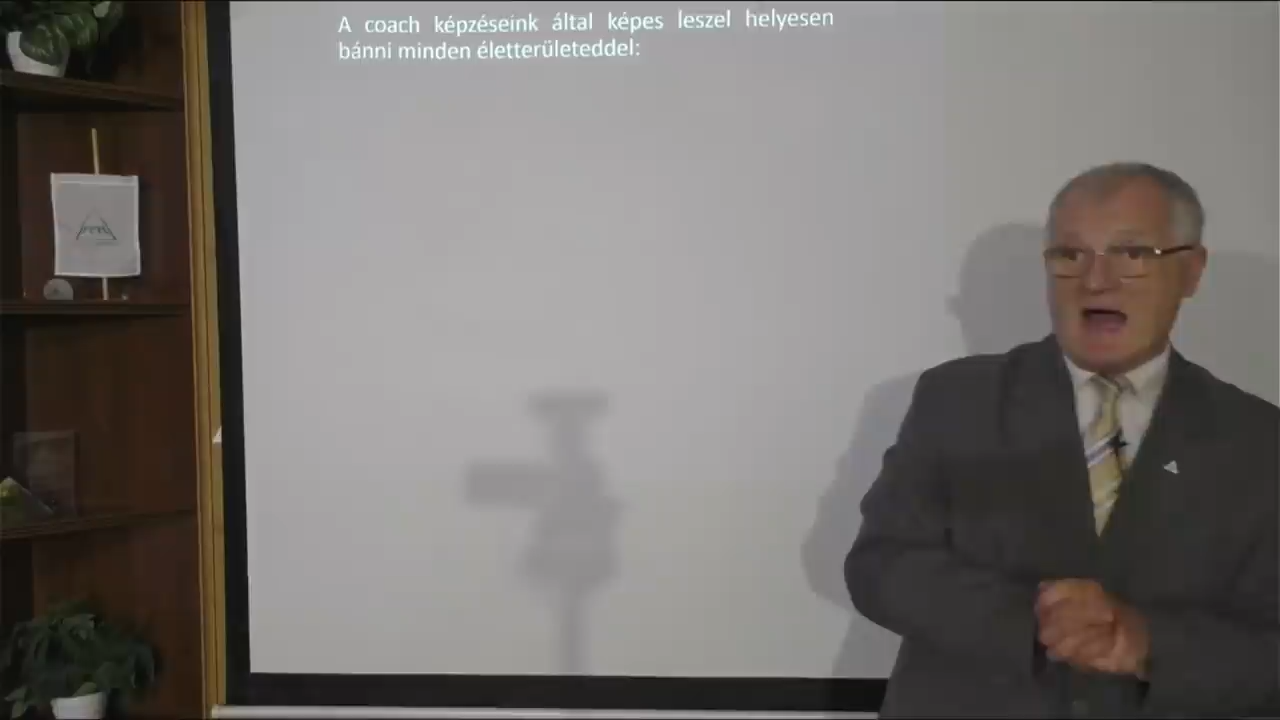 A coach képzéseink által képes leszel helyesen
bánni minden életterületeddel: